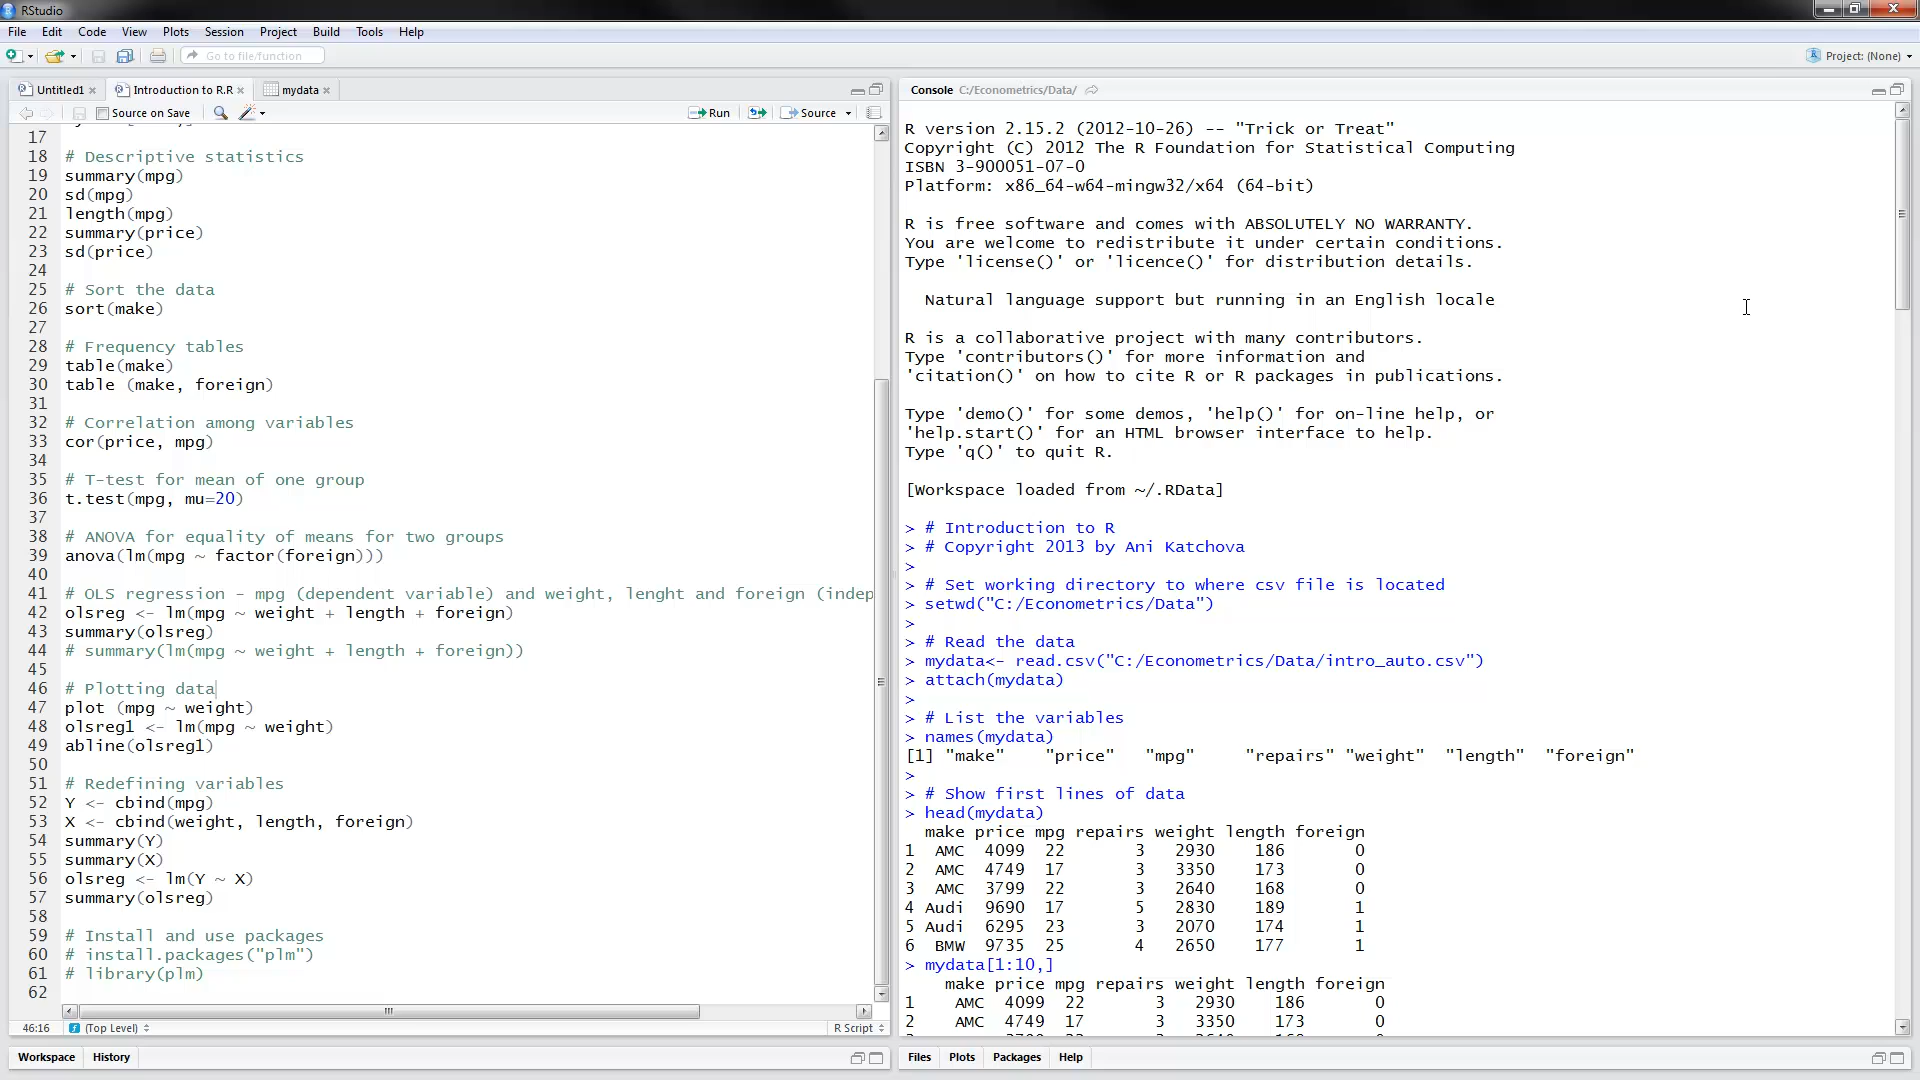 RStudio
File Edit Code View Plots Session Project Build Tools Help
Go to file/function
Project: (None)
Untitled1 Introduction to R.R mydata
Source on Save Run Source
17
18 # Descriptive statistics
19 summary(mpg)
20 sd(mpg)
21 length(mpg)
22 summary(price)
23 sd(price)
24
25 # Sort the data
26 sort(make)
27
28 # Frequency tables
29 table(make)
30 table (make, foreign)
31
32 # Correlation among variables
33 cor(price, mpg)
34
35 # T-test for mean of one group
36 t.test(mpg, mu=20)
37
38 # ANOVA for equality of means for two groups
39 anova(lm(mpg ~ factor(foreign)))
40
41 # OLS regression - mpg (dependent variable) and weight, lenght and foreign (indep
42 olsreg <- lm(mpg ~ weight + length + foreign)
43 summary(olsreg)
44 # summary(lm(mpg ~ weight + length + foreign))
45
46 # Plotting data
47 plot (mpg ~ weight)
48 olsreg1 <- lm(mpg ~ weight)
49 abline(olsreg1)
50
51 # Redefining variables
52 Y <- cbind(mpg)
53 X <- cbind(weight, length, foreign)
54 summary(Y)
55 summary(X)
56 olsreg <- lm(Y ~ X)
57 summary(olsreg)
58
59 # Install and use packages
60 # install.packages("plm")
61 # library(plm)
62
46:16 (Top Level) R Script
Workspace History
Console C:/Econometrics/Data/
R version 2.15.2 (2012-10-26) -- "Trick or Treat"
Copyright (C) 2012 The R Foundation for Statistical Computing
ISBN 3-900051-07-0
Platform: x86_64-w64-mingw32/x64 (64-bit)
R is free software and comes with ABSOLUTELY NO WARRANTY.
You are welcome to redistribute it under certain conditions.
Type 'license()' or 'licence()' for distribution details.
Natural language support but running in an English locale
R is a collaborative project with many contributors.
Type 'contributors()' for more information and
'citation()' on how to cite R or R packages in publications.
Type 'demo()' for some demos, 'help()' for on-line help, or
'help.start()' for an HTML browser interface to help.
Type 'q()' to quit R.
[Workspace loaded from ~/.RData]
> # Introduction to R
> # Copyright 2013 by Ani Katchova
>
> # Set working directory to where csv file is located
> setwd("C:/Econometrics/Data")
>
> # Read the data
> mydata<- read.csv("C:/Econometrics/Data/intro_auto.csv")
> attach(mydata)
>
> # List the variables
> names(mydata)
[1] "make" "price" "mpg" "repairs" "weight" "length" "foreign"
>
> # Show first lines of data
> head(mydata)
make price mpg repairs weight length foreign
1 AMC 4099 22 3 2930 186 0
2 AMC 4749 17 3 3350 173 0
3 AMC 3799 22 3 2640 168 0
4 Audi 9690 17 5 2830 189 1
5 Audi 6295 23 3 2070 174 1
6 BMW 9735 25 4 2650 177 1
> mydata[1:10,]
make price mpg repairs weight length foreign
1 AMC 4099 22 3 2930 186 0
2 AMC 4749 17 3 3350 173 0
Files Plots Packages Help